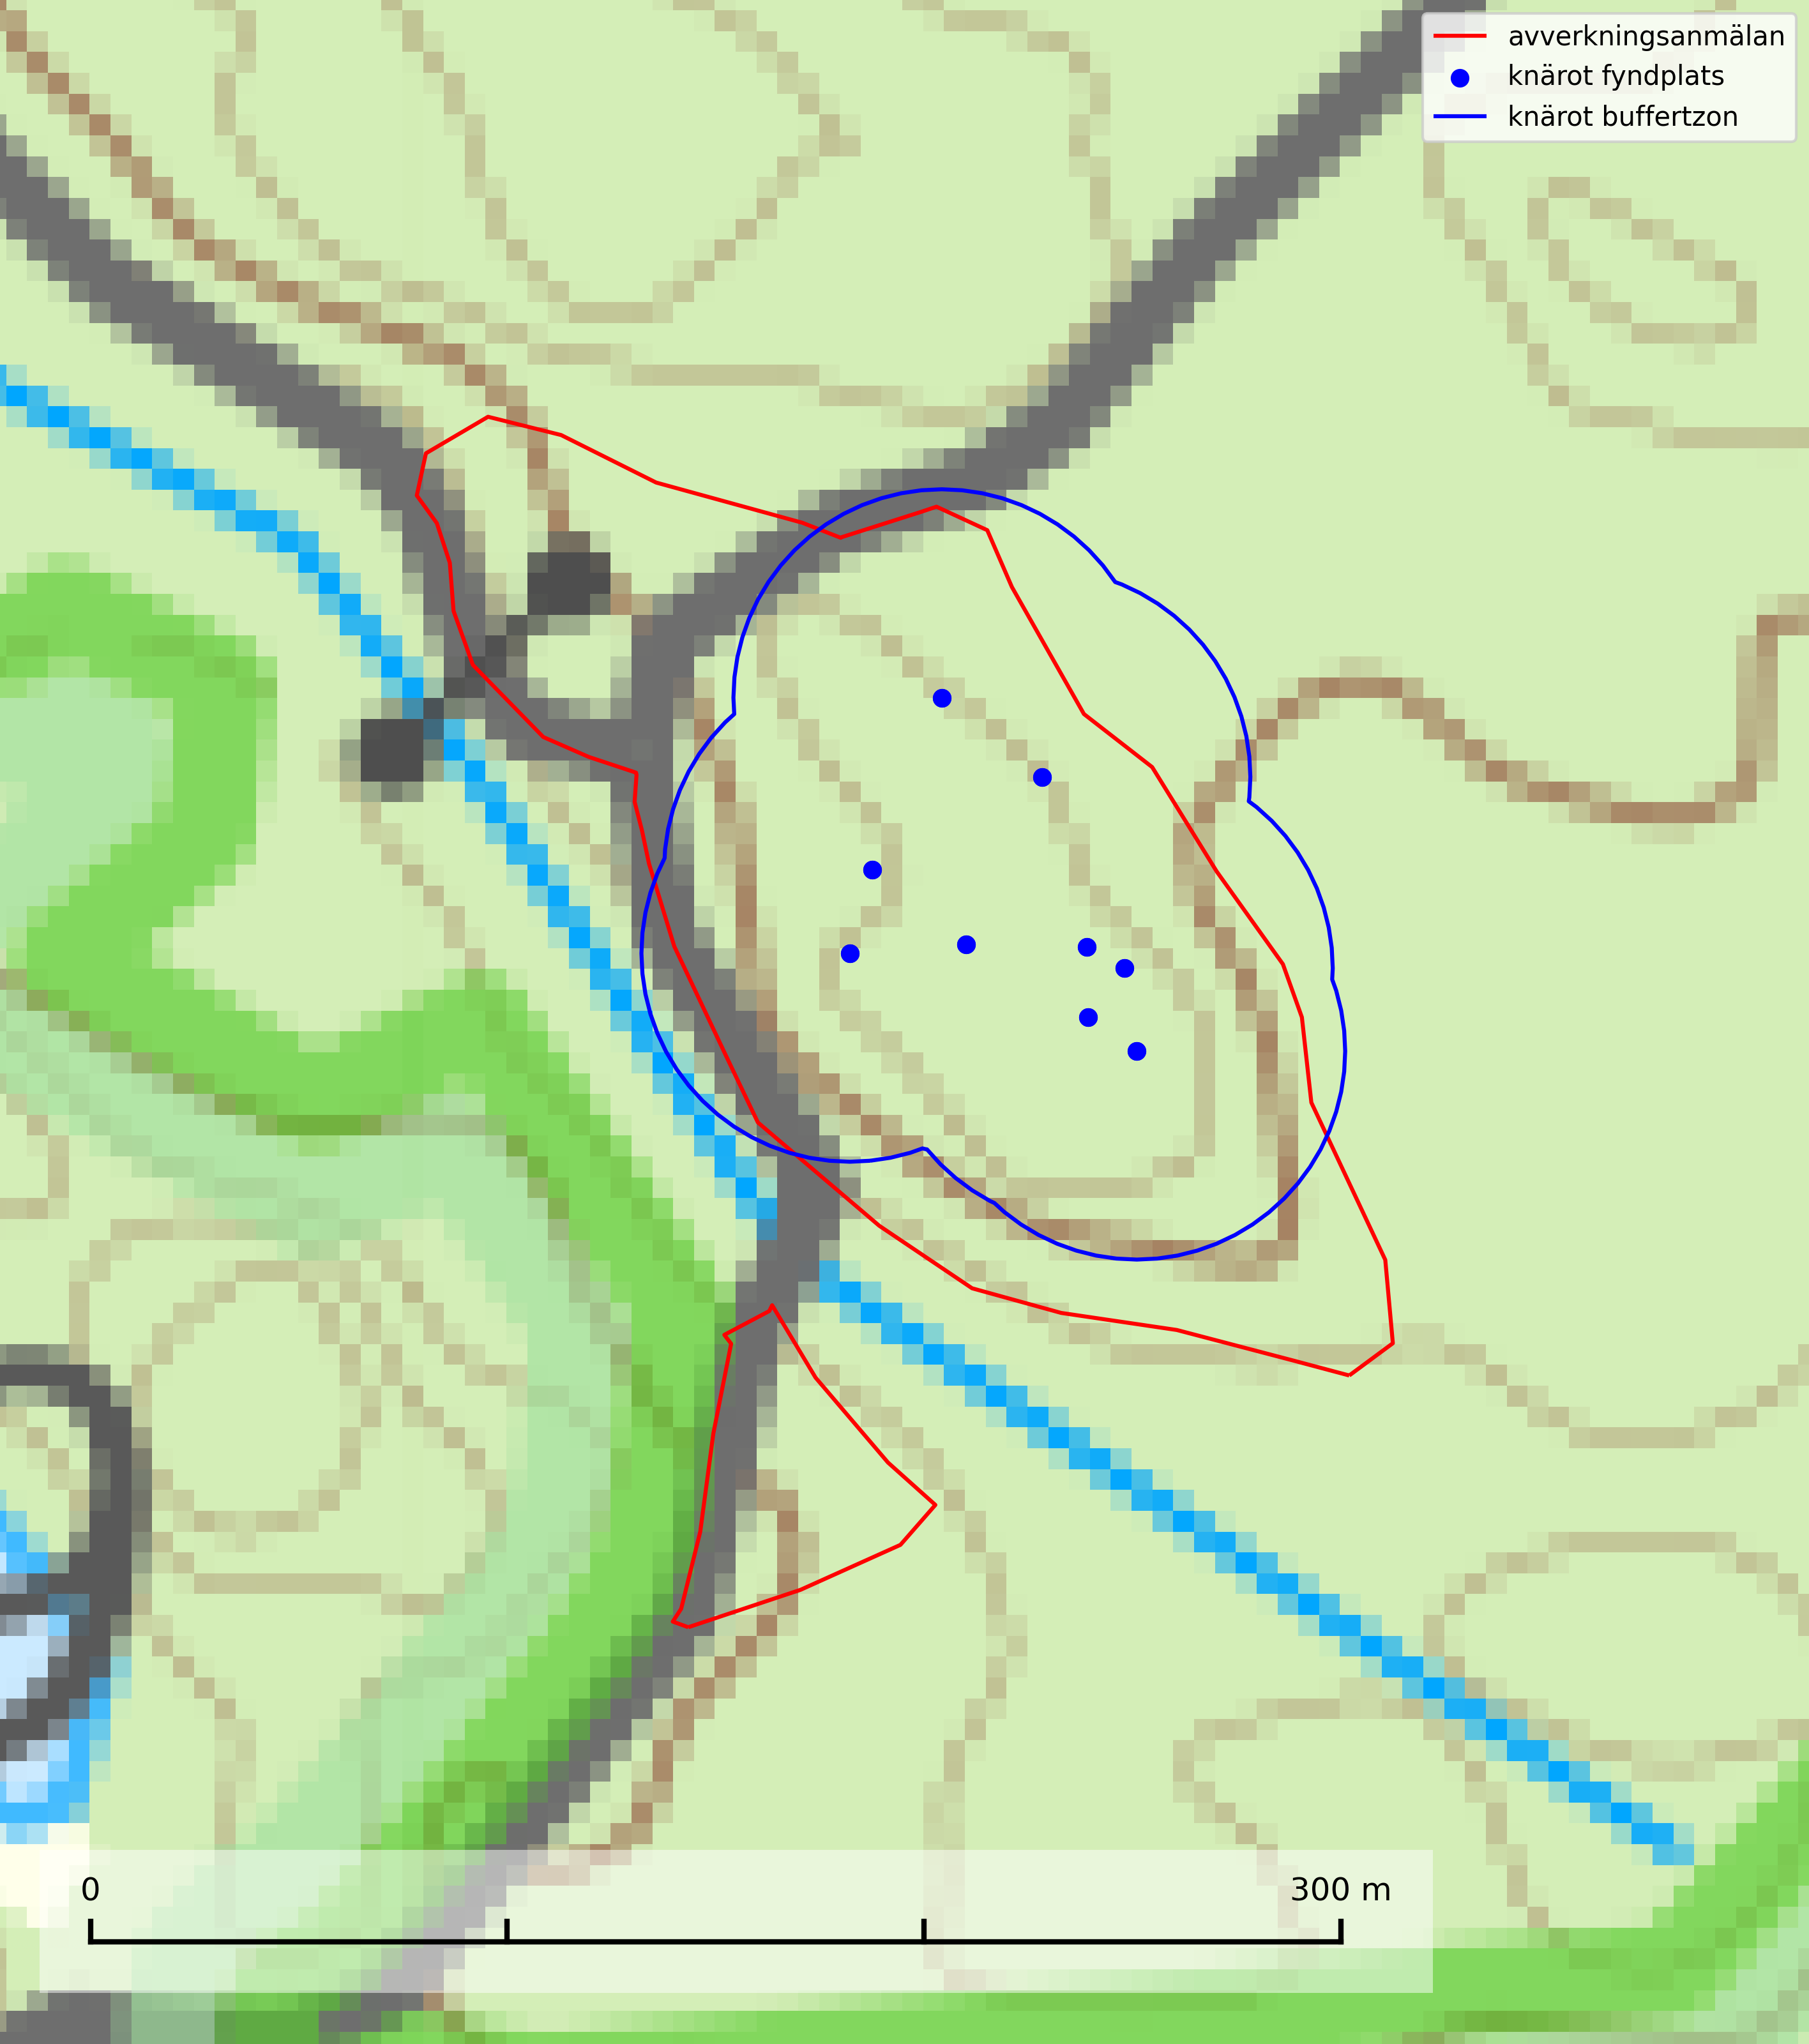 avverkningsanmälan
knärot fyndplats
knärot buffertzon
0
300 m